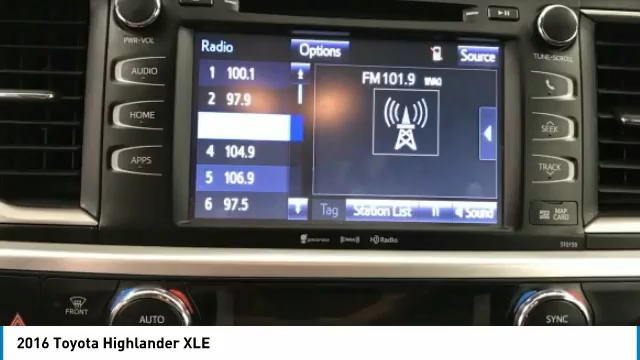 PWR-VOL
AUDIO
HOME
APPS
Radio
Options
Source
1 100.1
2 97.9
4 104.9
5 106.9
6 97.5
FM 101.9
Tag
Station List
Sound
TUNE-SCROLL
SEEK
TRACK
MAP CARD
HD Radio
510159
FRONT
AUTO
SYNC
2016 Toyota Highlander XLE